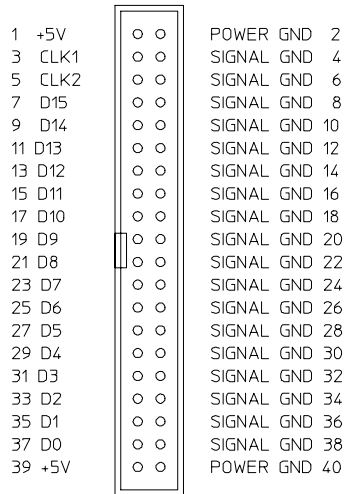 1 +5V POWER GND 2
3 CLK1 SIGNAL GND 4
5 CLK2 SIGNAL GND 6
7 D15 SIGNAL GND 8
9 D14 SIGNAL GND 10
11 D13 SIGNAL GND 12
13 D12 SIGNAL GND 14
15 D11 SIGNAL GND 16
17 D10 SIGNAL GND 18
19 D9 SIGNAL GND 20
21 D8 SIGNAL GND 22
23 D7 SIGNAL GND 24
25 D6 SIGNAL GND 26
27 D5 SIGNAL GND 28
29 D4 SIGNAL GND 30
31 D3 SIGNAL GND 32
33 D2 SIGNAL GND 34
35 D1 SIGNAL GND 36
37 D0 SIGNAL GND 38
39 +5V POWER GND 40